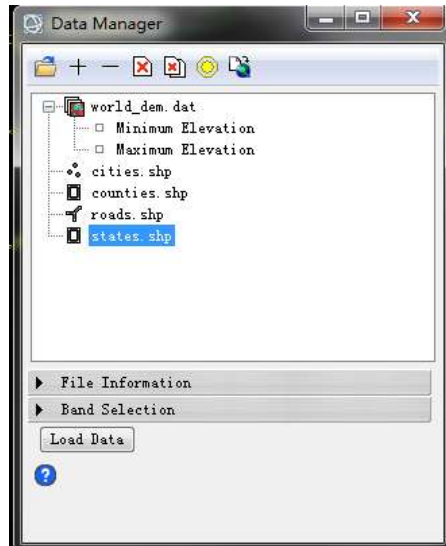 Data Manager
world_dem.dat
Minimum Elevation
Maximum Elevation
cities.shp
counties.shp
roads.shp
states.shp
File Information
Band Selection
Load Data